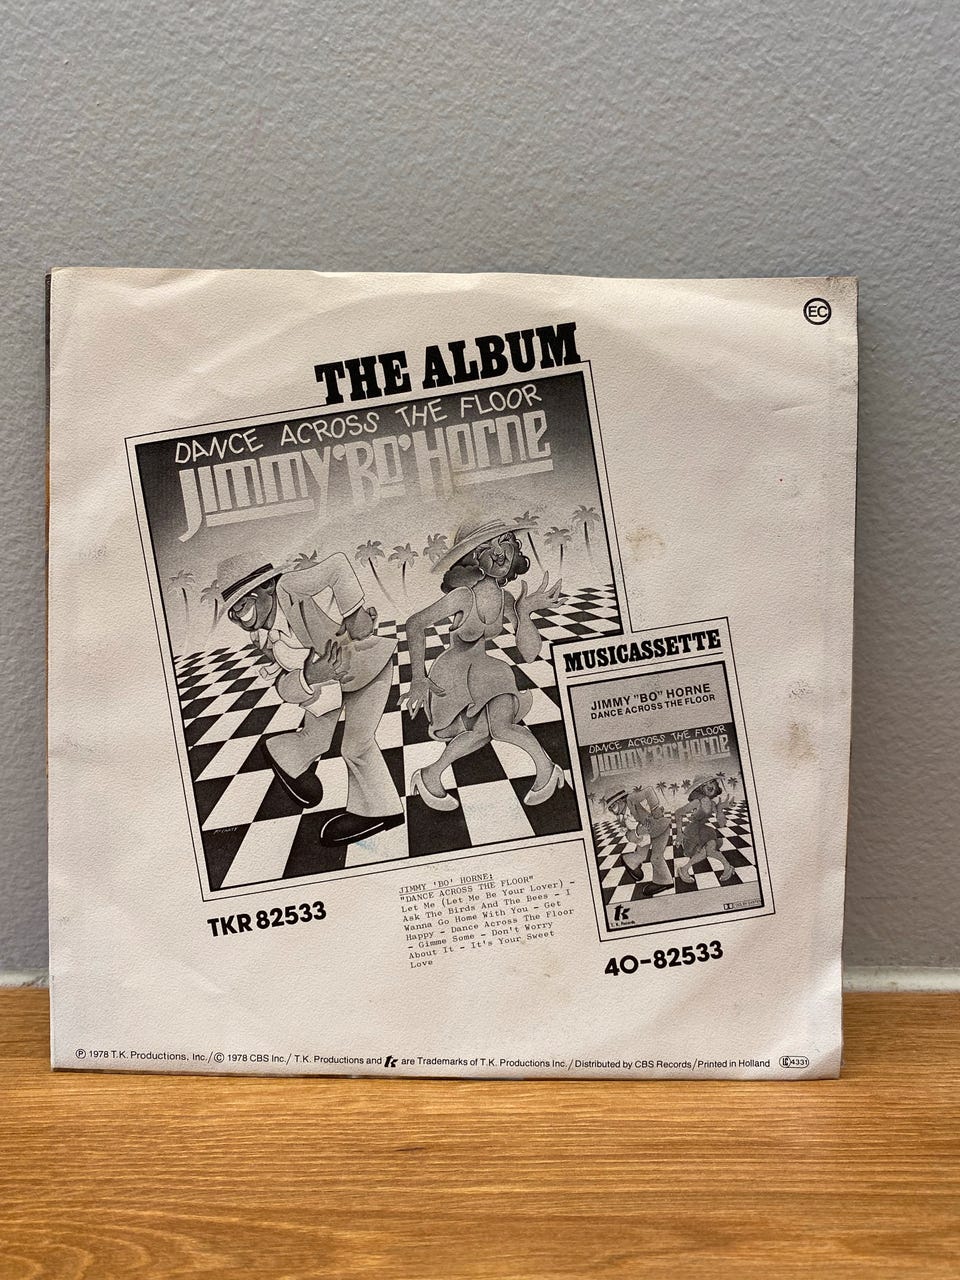 EC
THE ALBUM
DANCE ACROSS THE FLOOR
Jimmy 'Bo' Horne
MUSICASSETTE
JIMMY "BO" HORNE
DANCE ACROSS THE FLOOR
DANCE ACROSS THE FLOOR
Jimmy 'Bo' Horne
tk
T.K. Records
TKR 82533
JIMMY 'BO' HORNE:
"DANCE ACROSS THE FLOOR"
Let Me (Let Me Be Your Lover) -
Ask The Birds And The Bees - I
Wanna Go Home With You - Get
Happy - Dance Across The Floor
- Gimme Some - Don't Worry
About It - It's Your Sweet
Love
40-82533
℗ 1978 T.K. Productions, Inc./© 1978 CBS Inc./ T.K. Productions and tk are Trademarks of T.K. Productions Inc./Distributed by CBS Records/Printed in Holland LC 4331